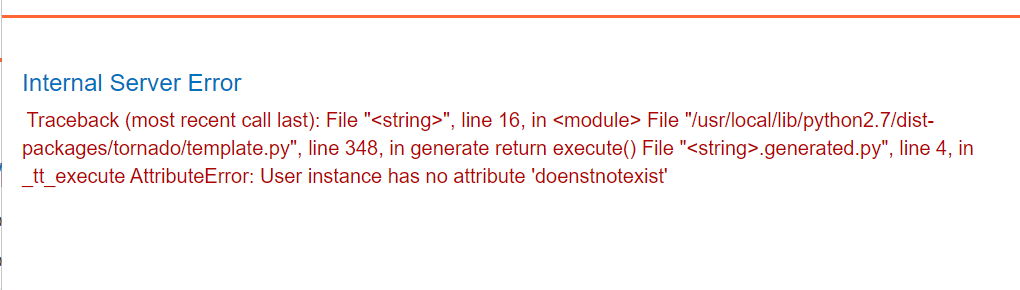 Internal Server Error
Traceback (most recent call last): File "<string>", line 16, in <module> File "/usr/local/lib/python2.7/dist-
packages/tornado/template.py", line 348, in generate return execute() File "<string>.generated.py", line 4, in
_tt_execute AttributeError: User instance has no attribute 'doenstnotexist'